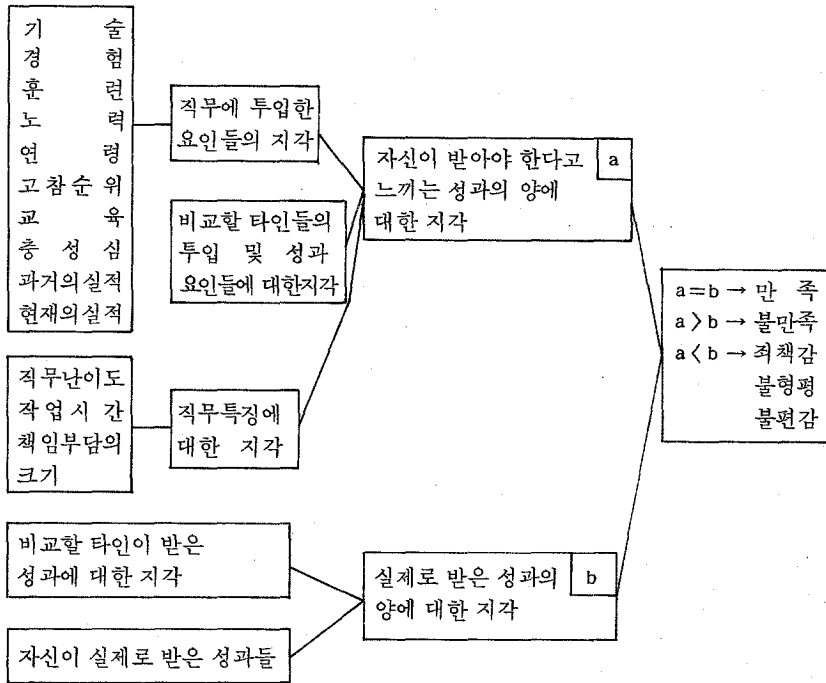 기 술
경 험
훈 련
노 력
연 령
고참순위
교 육
충 성 심
과거의실적
현재의실적
직무에 투입한
요인들의 지각
비교할 타인들의
투입 및 성과
요인들에 대한지각
직무난이도
작업시간
책임부담의
크기
직무특징에
대한 지각
자신이 받아야 한다고
느끼는 성과의 양에
대한 지각
a
비교할 타인이 받은
성과에 대한 지각
자신이 실제로 받은 성과들
실제로 받은 성과의
양에 대한 지각
b
a=b → 만 족
a>b → 불만족
a<b → 죄책감
불형평
불편감